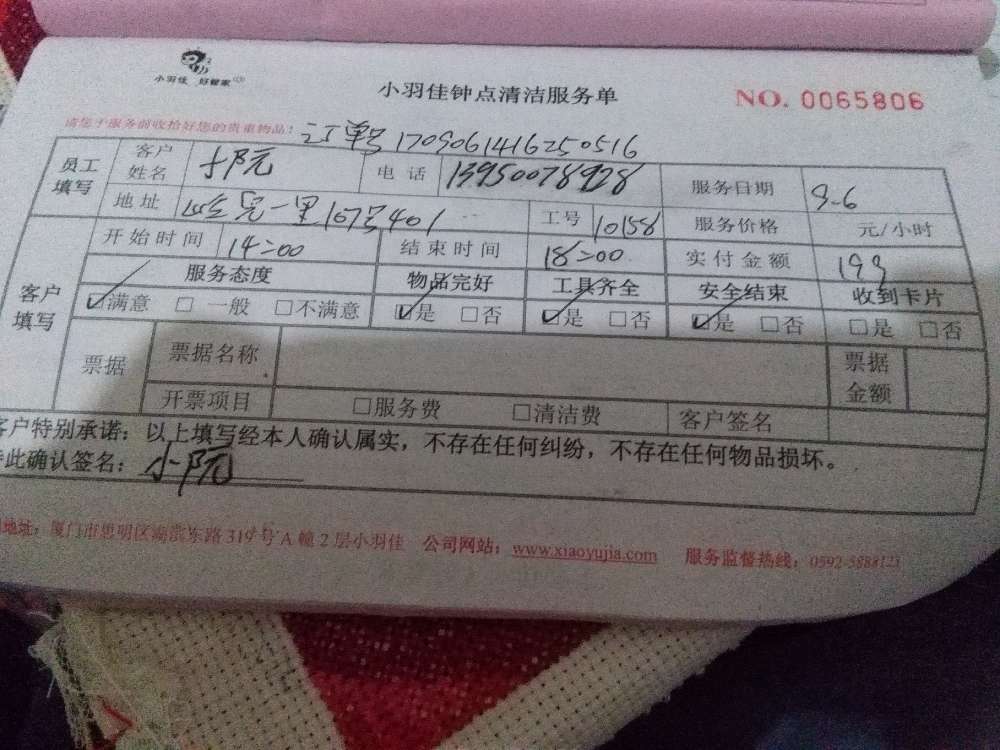 小羽佳 好管家
小羽佳钟点清洁服务单
NO. 0065806
请您于服务前收拾好您的贵重物品!
订单号 17090614162505​16
员工填写 客户姓名 小阮 电话 13950078928 服务日期 9-6
地址 一里167号401 工号 10158 服务价格 元/小时
开始时间 14:00 结束时间 18:00 实付金额 199
客户填写 服务态度 物品完好 工具齐全 安全结束 收到卡片
☑满意 □一般 □不满意 ☑是 □否 ☑是 □否 ☑是 □否 □是 □否
票据 票据名称 票据金额
开票项目 □服务费 □清洁费 客户签名
客户特别承诺：以上填写经本人确认属实，不存在任何纠纷，不存在任何物品损坏。
此确认签名：小阮
地址：厦门市思明区湖滨东路319号A幢2层小羽佳 公司网站：www.xiaoyujia.com 服务监督热线：0592-5888121